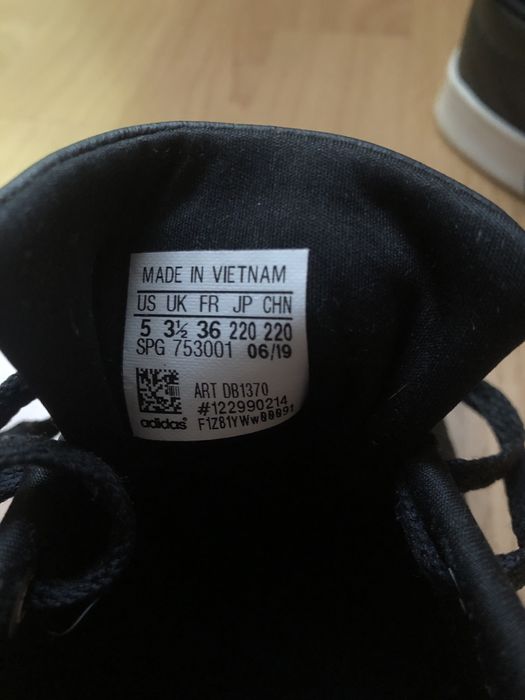 MADE IN VIETNAM
US UK FR JP CHN
5 3½ 36 220 220
SPG 753001 06/19
ART DB1370
#122990214
adidas®